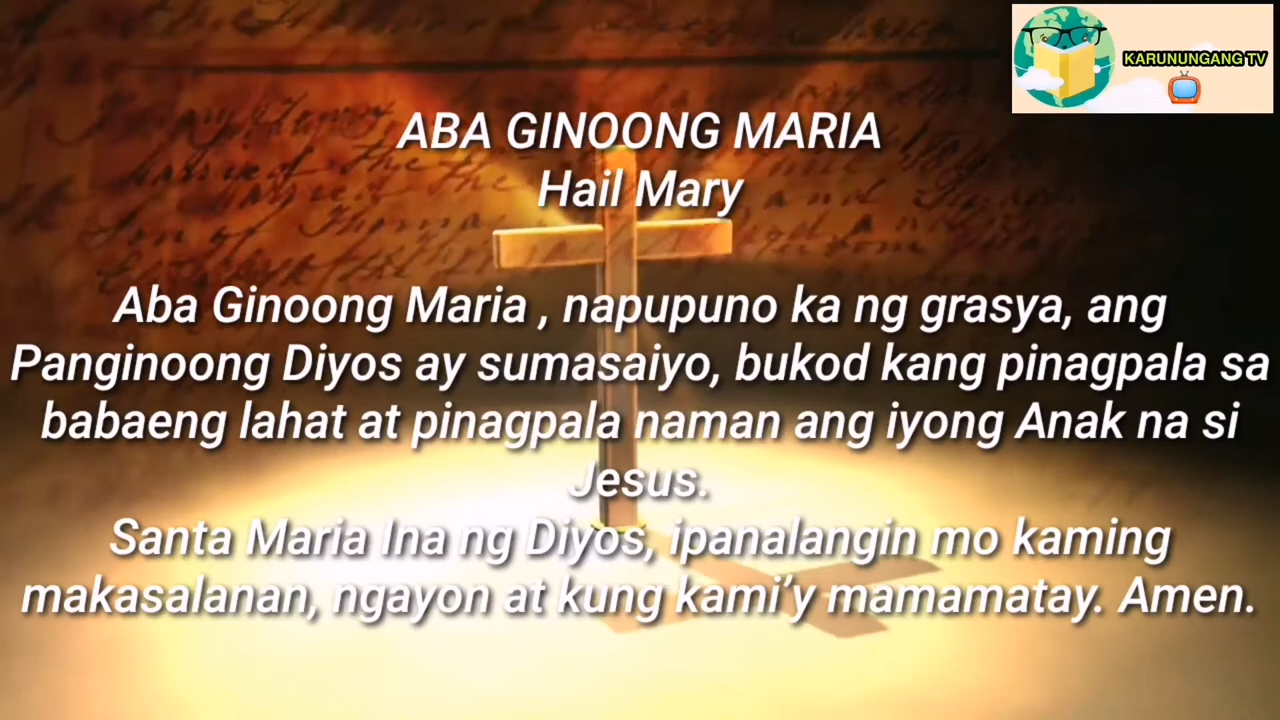 KARUNUNGANG TV
ABA GINOONG MARIA
Hail Mary
Aba Ginoong Maria , napupuno ka ng grasya, ang
Panginoong Diyos ay sumasaiyo, bukod kang pinagpala sa
babaeng lahat at pinagpala naman ang iyong Anak na si
Jesus.
Santa Maria Ina ng Diyos, ipanalangin mo kaming
makasalanan, ngayon at kung kami’y mamamatay. Amen.